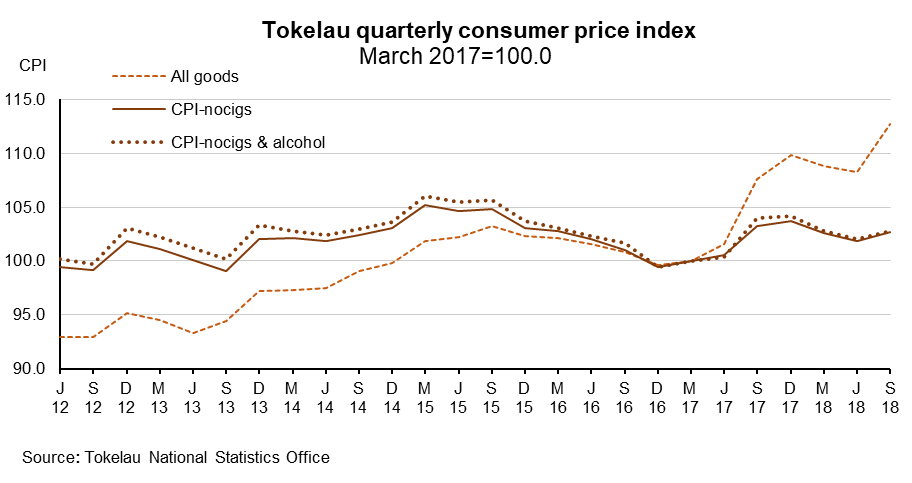 Tokelau quarterly consumer price index
March 2017=100.0
CPI
All goods
CPI-nocigs
CPI-nocigs & alcohol
115.0
110.0
105.0
100.0
95.0
90.0
J S D M J S D M J S D M J S D M J S D M J S D M J S
12 12 12 13 13 13 13 14 14 14 14 15 15 15 15 16 16 16 16 17 17 17 17 18 18 18
Source: Tokelau National Statistics Office